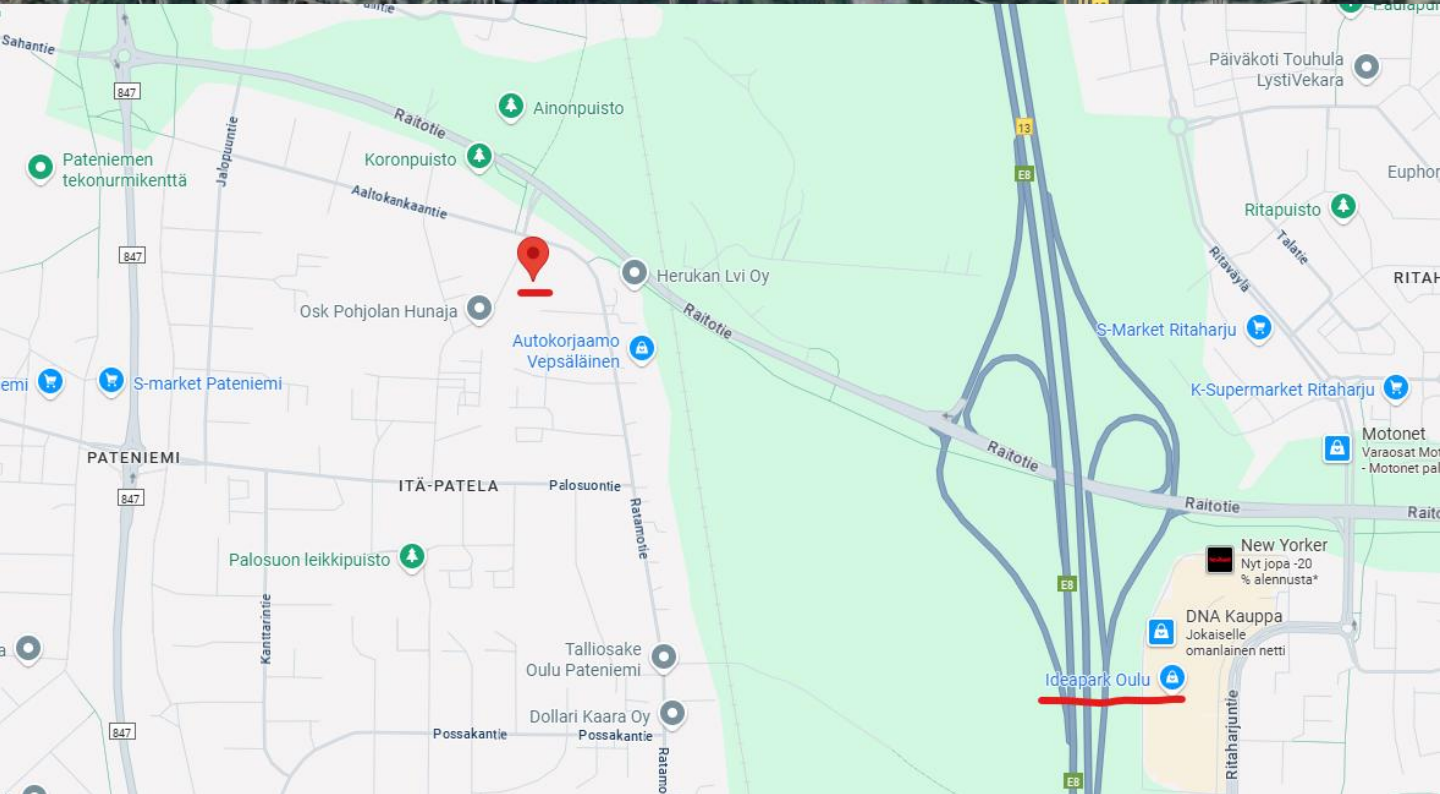 Sahantie
847
Pateniemen
tekonurmikenttä
Jalopuuntie
847
Raitotie
Ainonpuisto
Koronpuisto
Aaltokankaantie
Osk Pohjolan Hunaja
Herukan Lvi Oy
Raitotie
Autokorjaamo
Vepsäläinen
S-market Pateniemi
PATENIEMI
847
ITÄ-PATELA
Palosuontie
Ratamotie
Palosuon leikkipuisto
Kanttarintie
Talliosake
Oulu Pateniemi
Dollari Kaara Oy
Possakantie
Possakantie
847
Ratamo
13
E8
Raitotie
E8
E8
Päiväkoti Touhula
LystiVekara
Euphor
Ritapuisto
Talatie
Ritaväylä
RITAH
S-Market Ritaharju
K-Supermarket Ritaharju
Motonet
Varaosat Mot
- Motonet pal
Raitotie
Raito
New Yorker
Nyt jopa -20
% alennusta*
DNA Kauppa
Jokaiselle
omanlainen netti
Ideapark Oulu
Ritaharjuntie